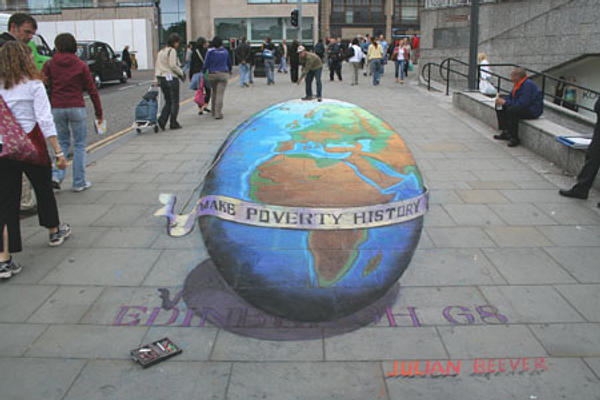 MAKE POVERTY HISTORY
EDINBURGH G8
JULIAN BEEVER